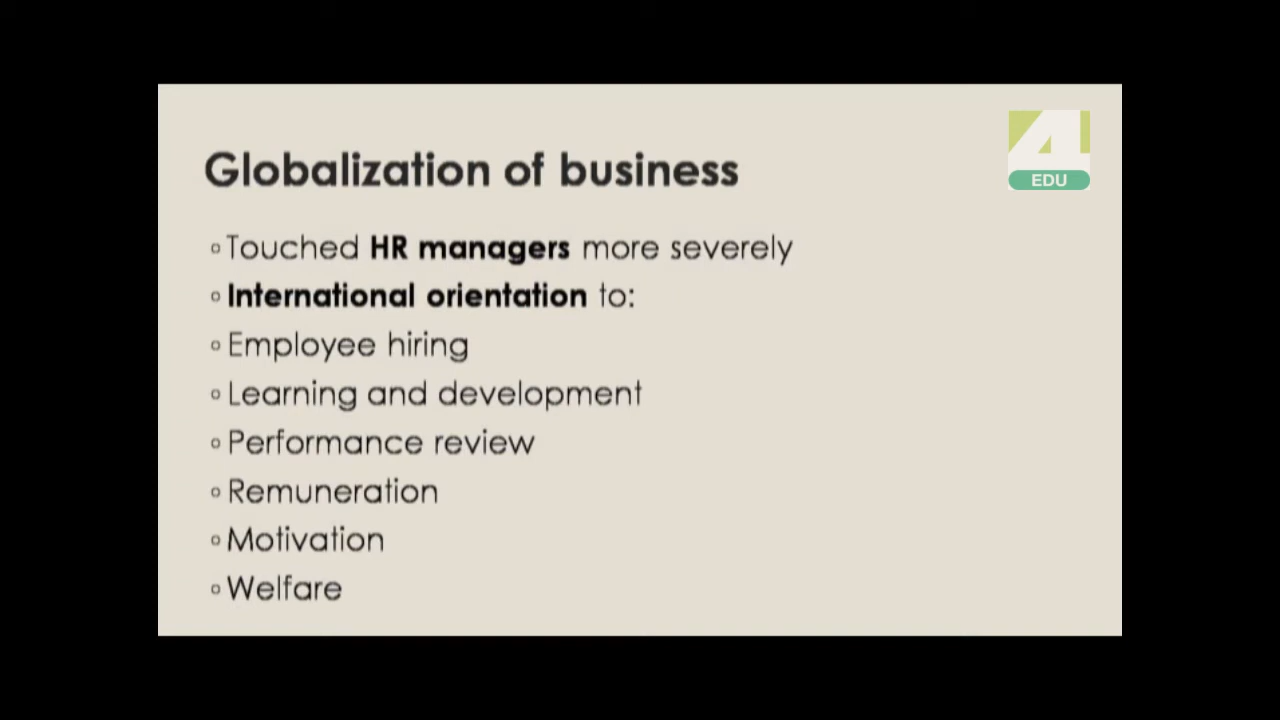 4
EDU
Globalization of business
◦ Touched HR managers more severely
◦ International orientation to:
◦ Employee hiring
◦ Learning and development
◦ Performance review
◦ Remuneration
◦ Motivation
◦ Welfare